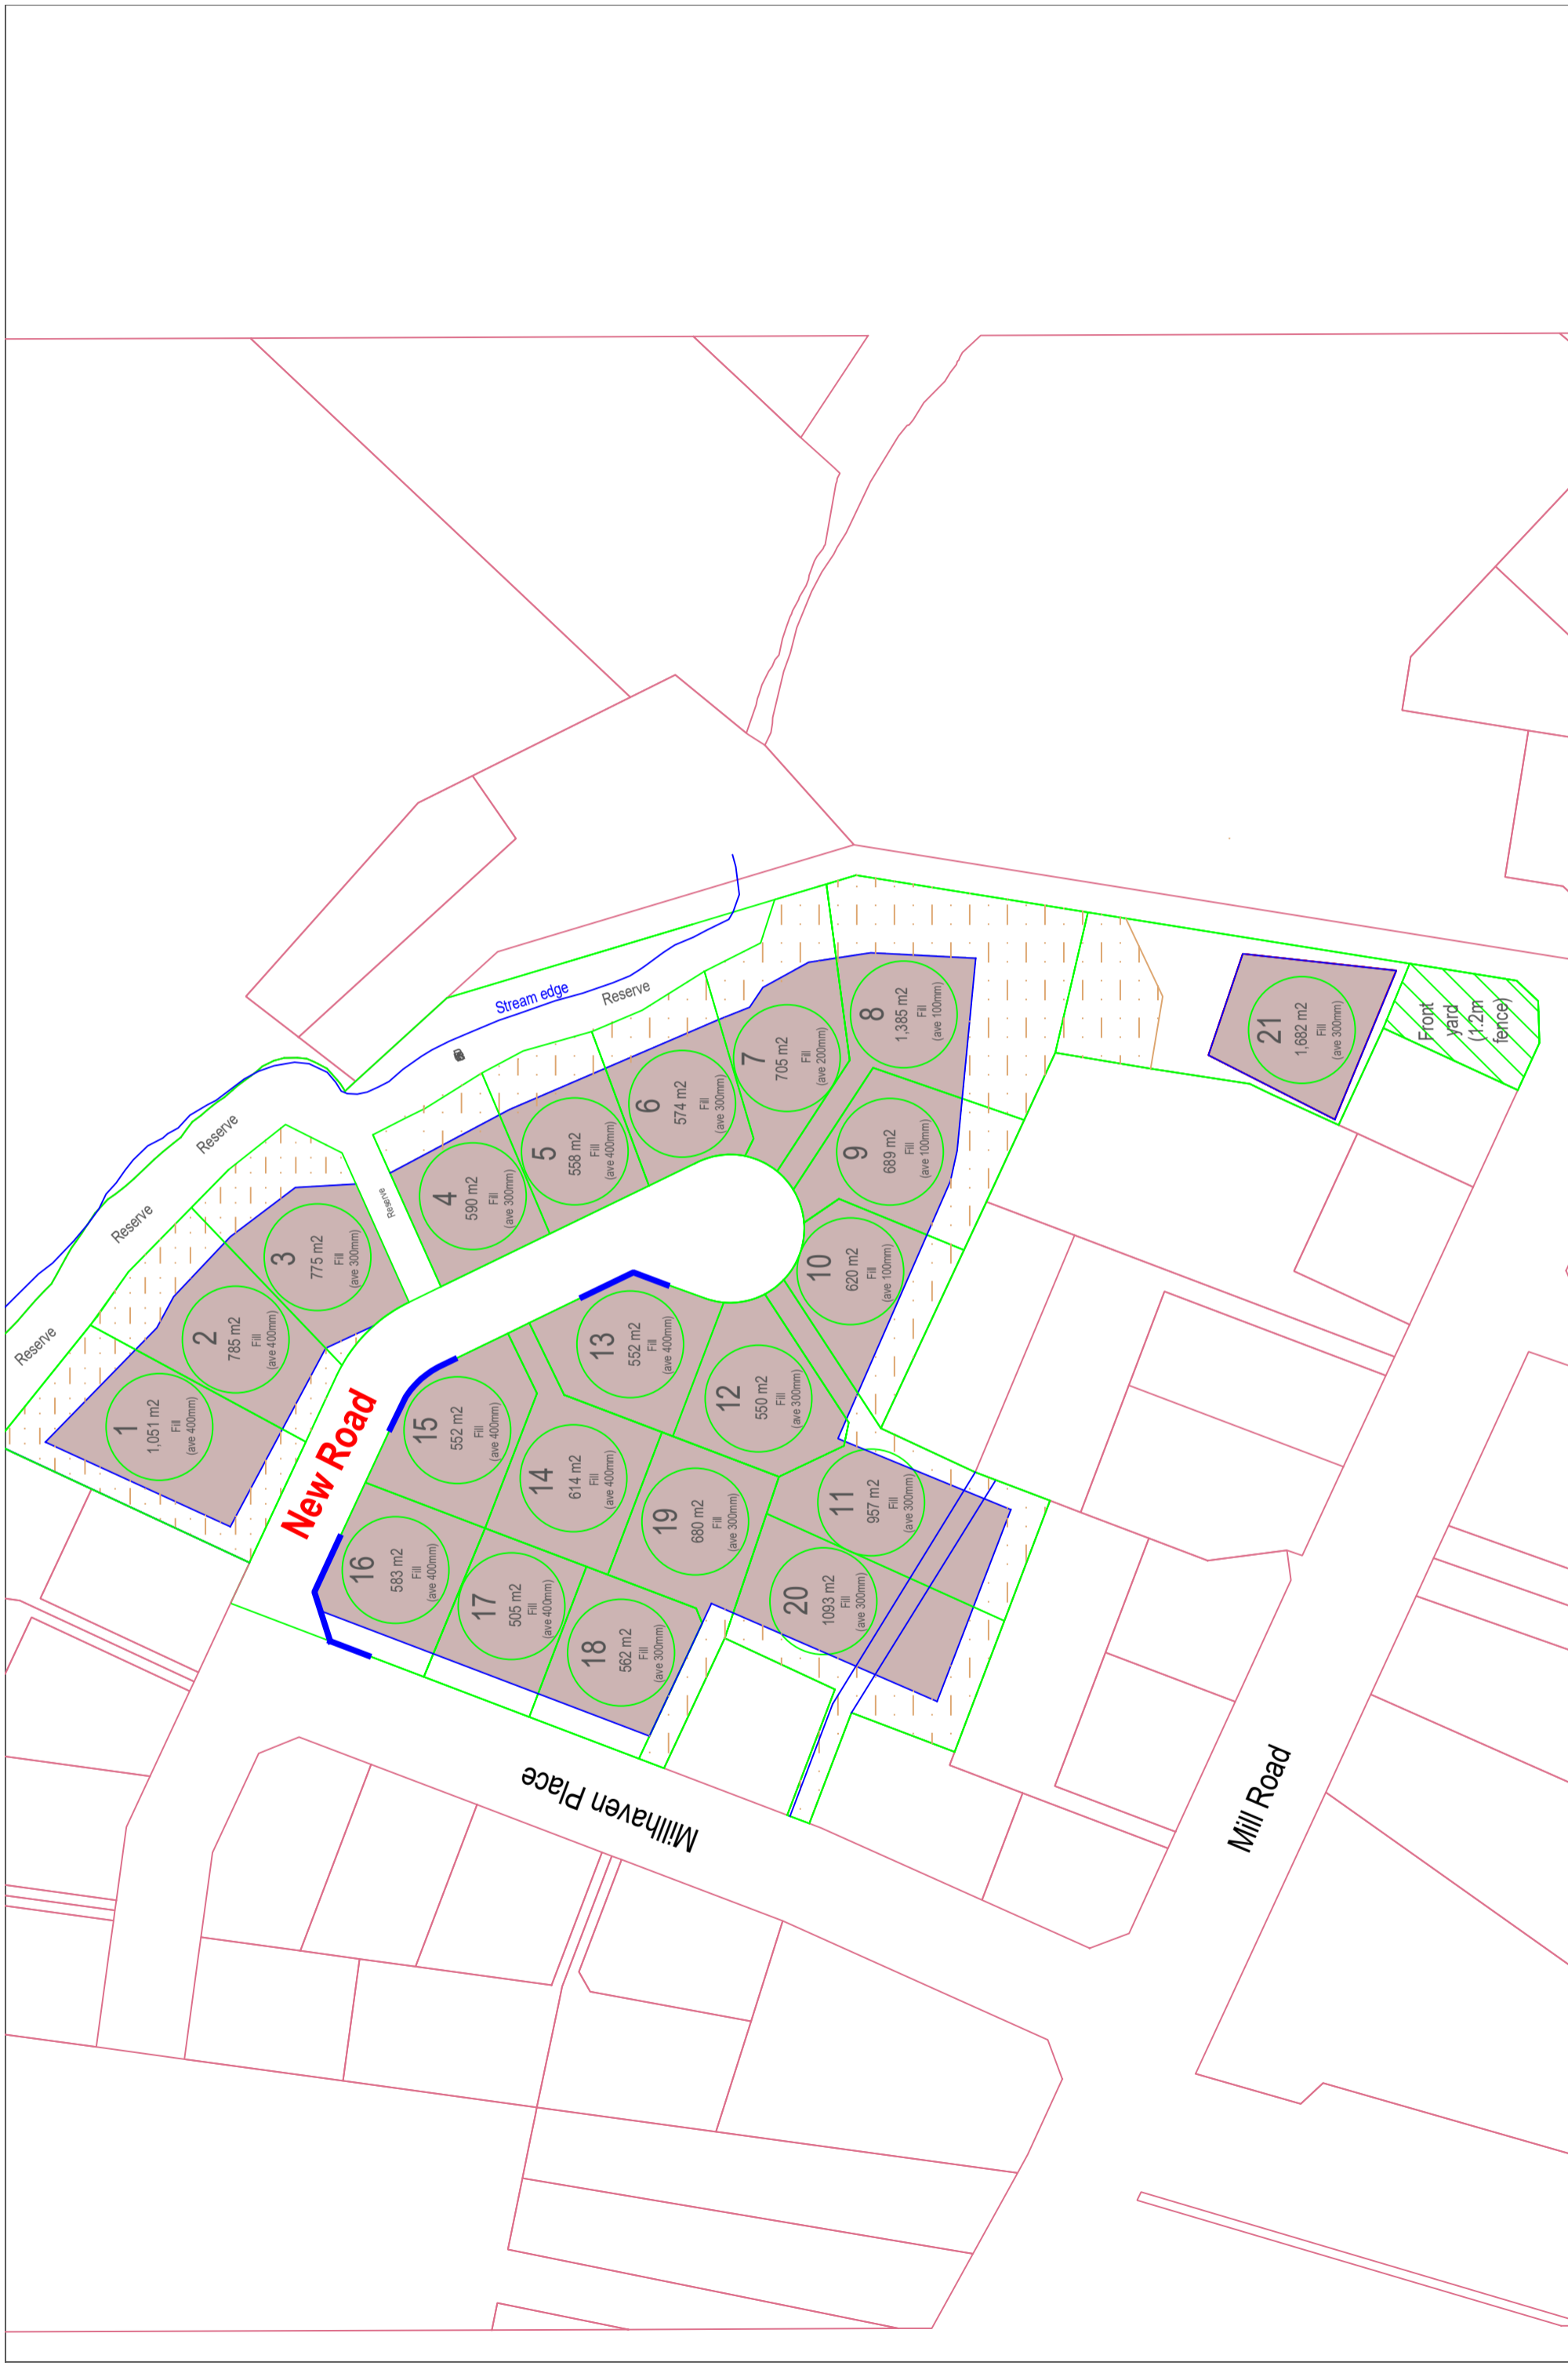 Reserve
Reserve
Reserve
1
1,051 m2
Fill
(ave 400mm)
2
785 m2
Fill
(ave 400mm)
3
775 m2
Fill
(ave 300mm)
Reserve
Stream edge
Reserve
4
590 m2
Fill
(ave 300mm)
5
558 m2
Fill
(ave 400mm)
6
574 m2
Fill
(ave 300mm)
7
705 m2
Fill
(ave 200mm)
8
1,385 m2
Fill
(ave 100mm)
9
689 m2
Fill
(ave 100mm)
10
620 m2
Fill
(ave 100mm)
11
957 m2
Fill
(ave 300mm)
12
550 m2
Fill
(ave 300mm)
13
552 m2
Fill
(ave 400mm)
14
614 m2
Fill
(ave 400mm)
15
552 m2
Fill
(ave 400mm)
16
583 m2
Fill
(ave 400mm)
17
505 m2
Fill
(ave 400mm)
18
562 m2
Fill
(ave 300mm)
19
680 m2
Fill
(ave 300mm)
20
1093 m2
Fill
(ave 300mm)
21
1,682 m2
Fill
(ave 300mm)
Front
yard
(1.2m
fence)
New Road
Millhaven Place
Mill Road